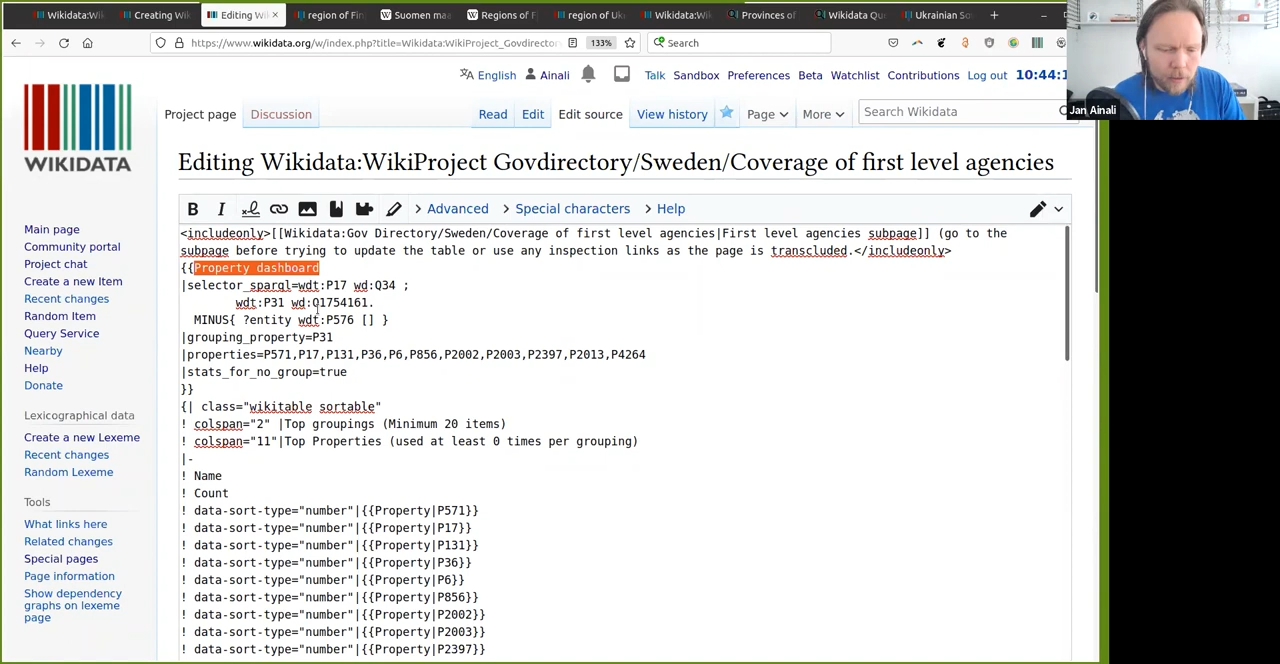 Wikidata:Wiki
Creating Wik
Editing Wi
region of Fin
Suomen maa
Regions of F
region of Uk
Wikidata:Wik
Provinces of
Wikidata Qu
Ukrainian So
https://www.wikidata.org/w/index.php?title=Wikidata:WikiProject_Govdirector
133%
Search
English
Ainali
Talk
Sandbox
Preferences
Beta
Watchlist
Contributions
Log out
10:44:1
Jan Ainali
WIKIDATA
Project page
Discussion
Read
Edit
Edit source
View history
Page
More
Search Wikidata
Editing Wikidata:WikiProject Govdirectory/Sweden/Coverage of first level agencies
B
I
Advanced
Special characters
Help
Main page
Community portal
Project chat
Create a new Item
Recent changes
Random Item
Query Service
Nearby
Help
Donate
Lexicographical data
Create a new Lexeme
Recent changes
Random Lexeme
Tools
What links here
Related changes
Special pages
Page information
Show dependency
graphs on lexeme
page
<includeonly>[[Wikidata:Gov Directory/Sweden/Coverage of first level agencies|First level agencies subpage]] (go to the
subpage before trying to update the table or use any inspection links as the page is transcluded.</includeonly>
{{Property dashboard
|selector_sparql=wdt:P17 wd:Q34 ;
wdt:P31 wd:Q1754161.
MINUS{ ?entity wdt:P576 [] }
|grouping_property=P31
|properties=P571,P17,P131,P36,P6,P856,P2002,P2003,P2397,P2013,P4264
|stats_for_no_group=true
}}
{| class="wikitable sortable"
! colspan="2" |Top groupings (Minimum 20 items)
! colspan="11"|Top Properties (used at least 0 times per grouping)
|-
! Name
! Count
! data-sort-type="number"|{{Property|P571}}
! data-sort-type="number"|{{Property|P17}}
! data-sort-type="number"|{{Property|P131}}
! data-sort-type="number"|{{Property|P36}}
! data-sort-type="number"|{{Property|P6}}
! data-sort-type="number"|{{Property|P856}}
! data-sort-type="number"|{{Property|P2002}}
! data-sort-type="number"|{{Property|P2003}}
! data-sort-type="number"|{{Property|P2397}}